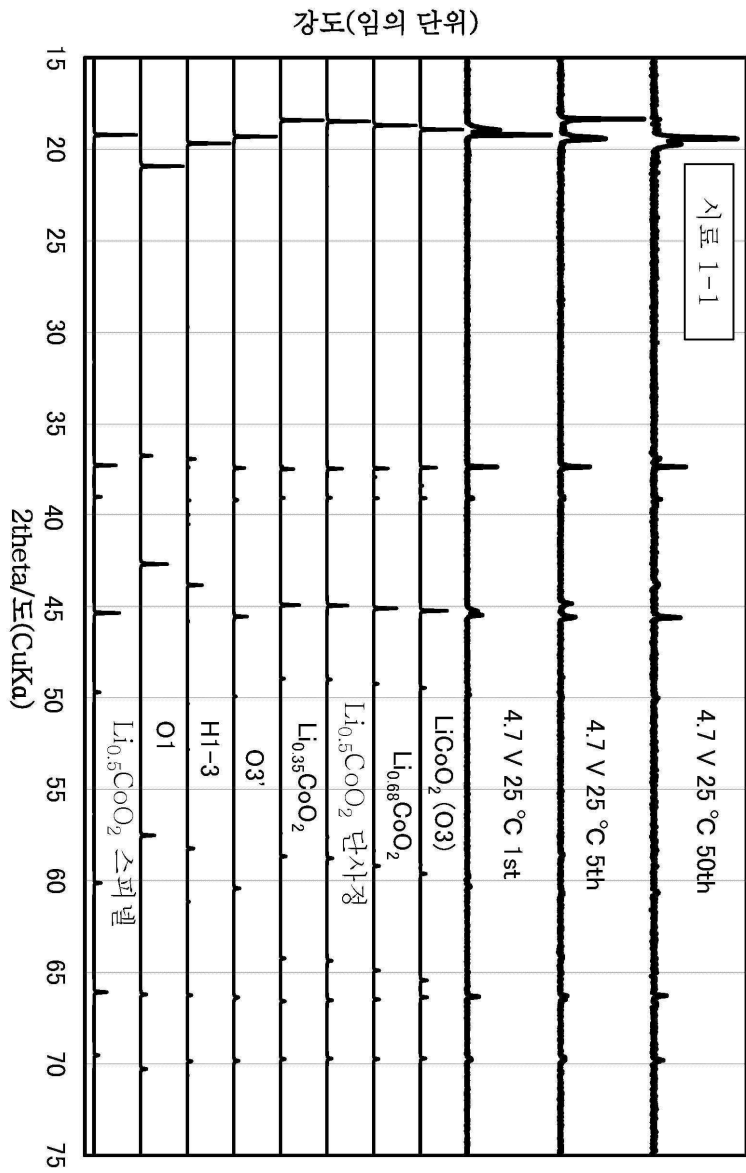 강도(임의 단위)
시료 1-1
4.7 V 25 ℃ 50th
4.7 V 25 ℃ 5th
4.7 V 25 ℃ 1st
LiCoO₂ (O3)
Li₀.₆₈CoO₂
Li₀.₅CoO₂ 단사정
Li₀.₃₅CoO₂
O3'
H1-3
O1
Li₀.₅CoO₂ 스피넬
15 20 25 30 35 40 45 50 55 60 65 70 75
2theta/도(CuKα)